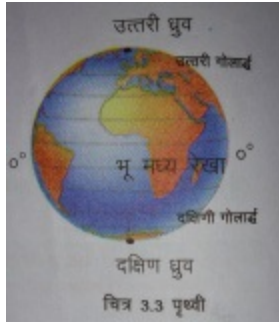 उत्तरी ध्रुव
उत्तरी गोलार्द्ध
0° भू मध्य रेखा 0°
दक्षिणी गोलार्द्ध
दक्षिण ध्रुव
चित्र 3.3 पृथ्वी